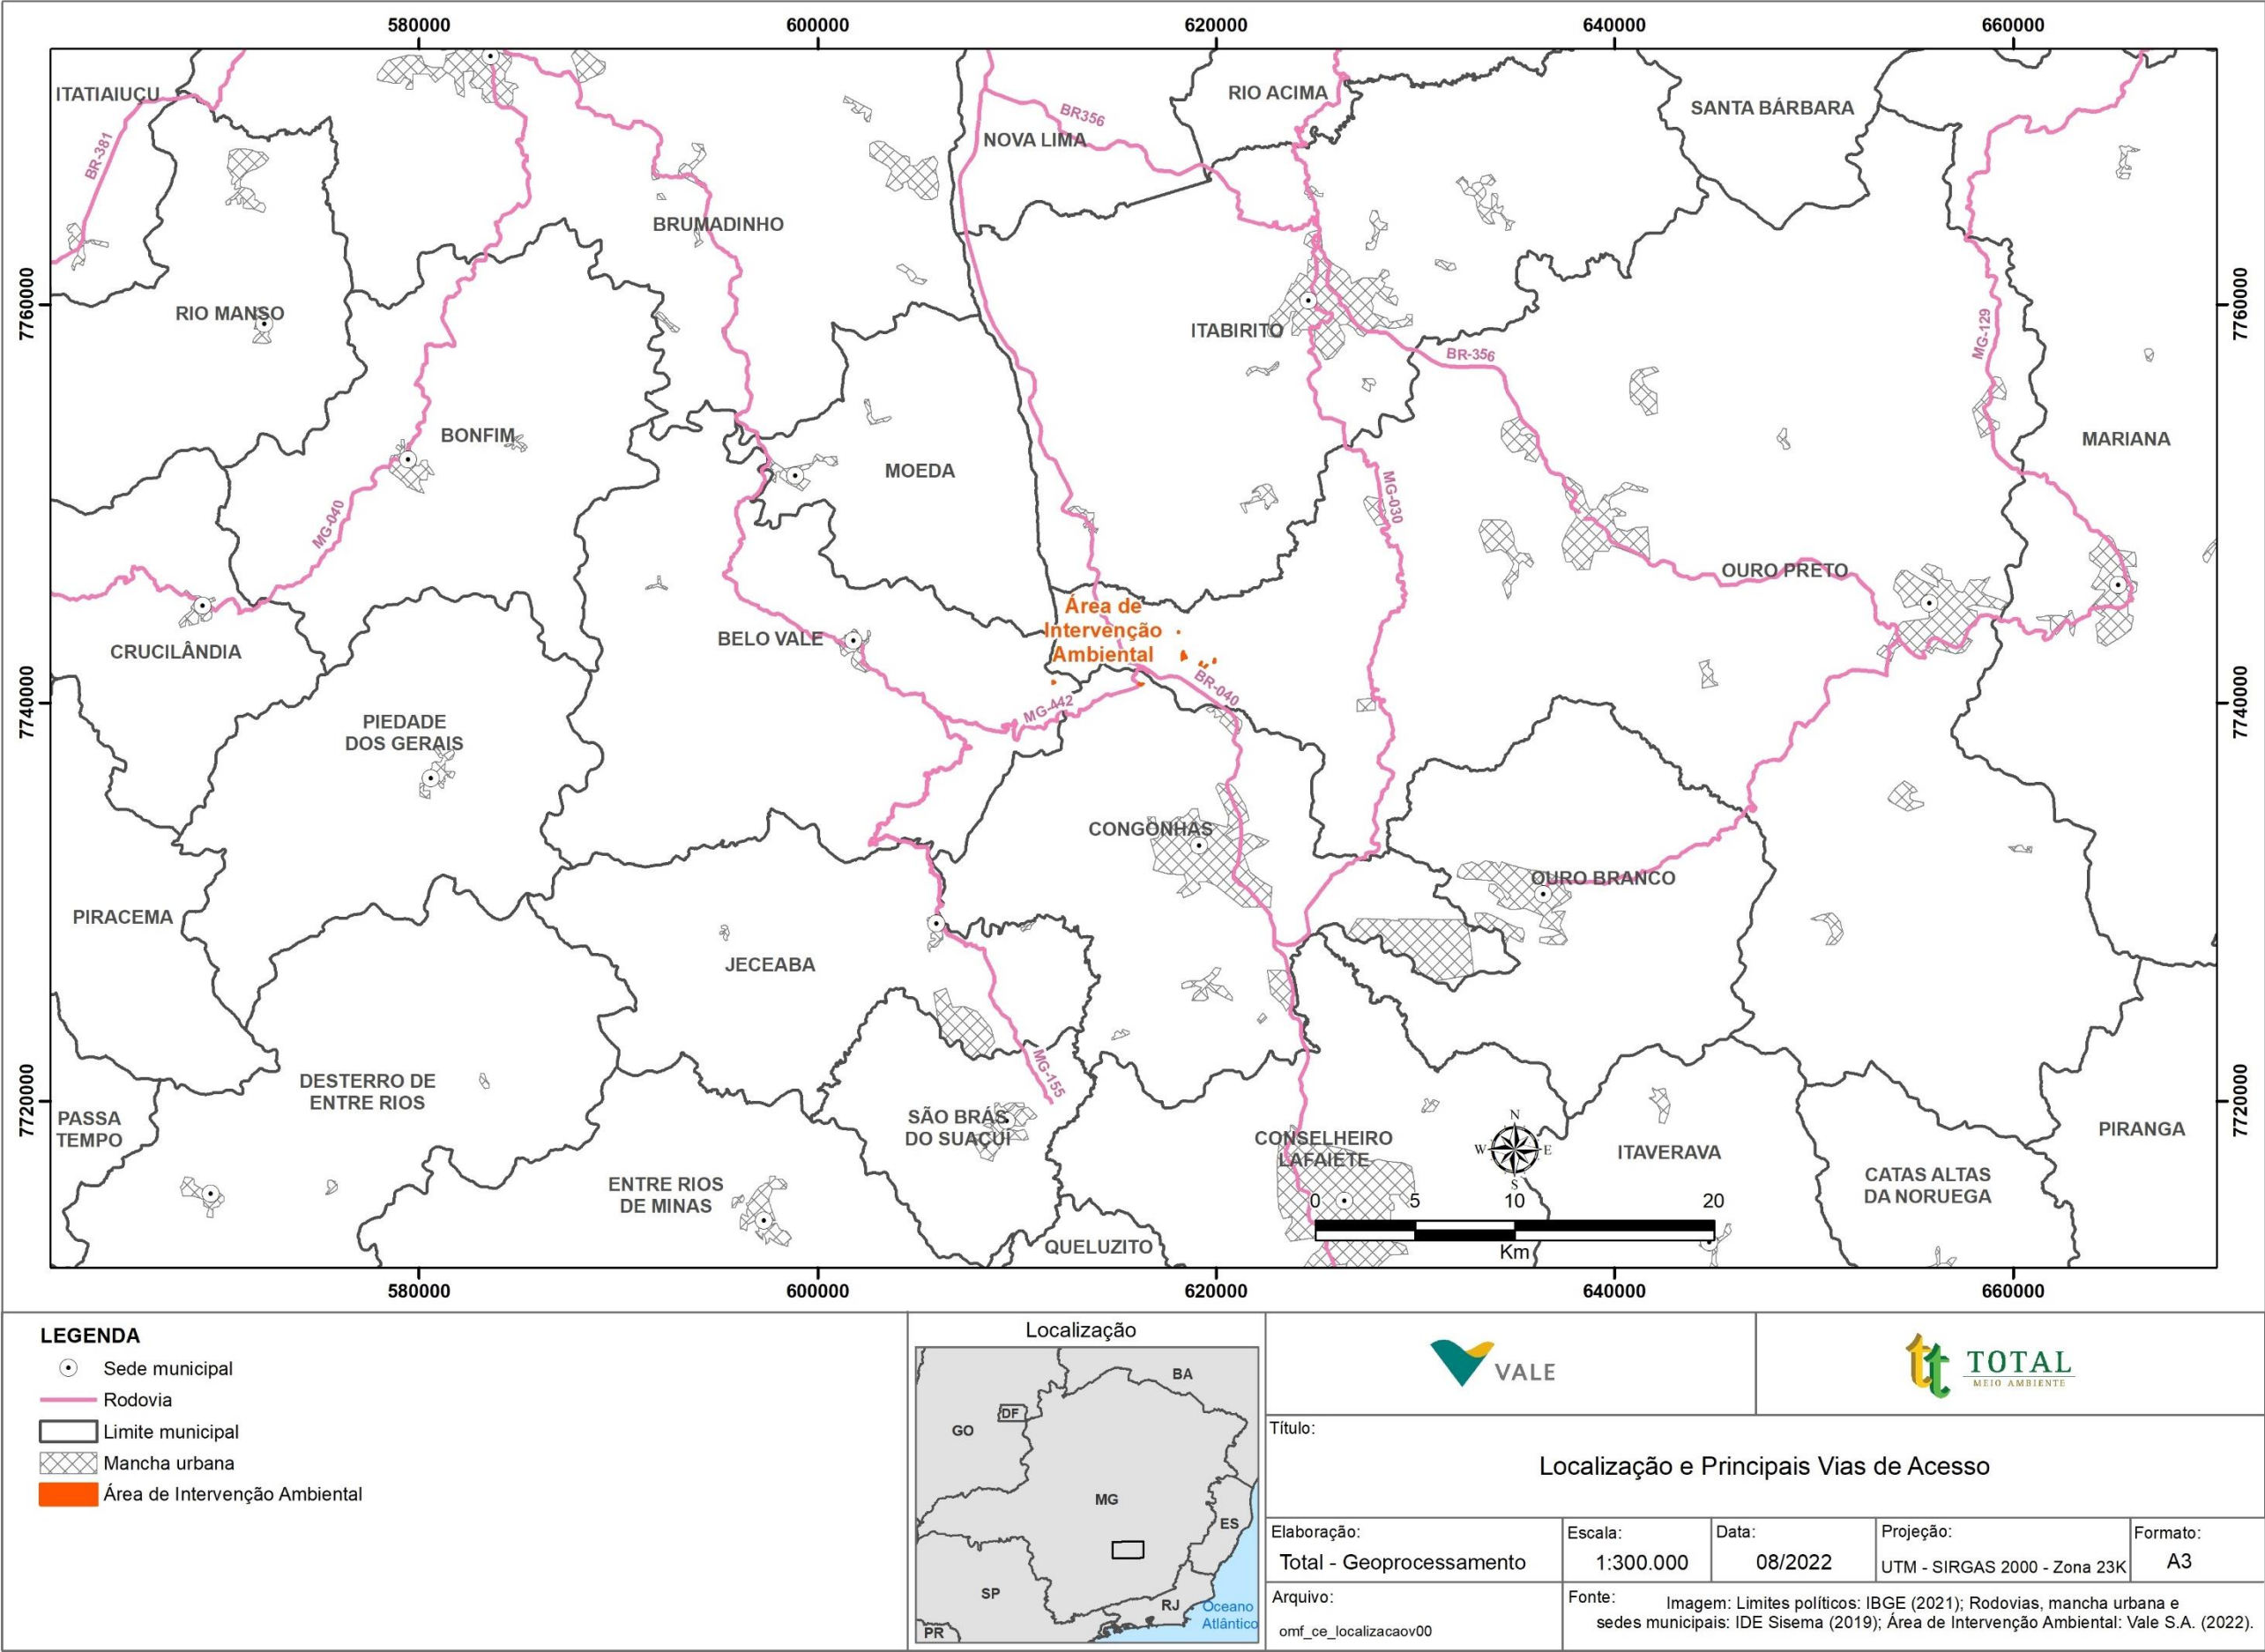 580000
600000
620000
640000
660000
ITATIAIUÇU
RIO ACIMA
SANTA BÁRBARA
BR356
NOVA LIMA
BR-381
BRUMADINHO
7760000
7760000
RIO MANSO
ITABIRITO
MG-129
BR-356
BONFIM
MOEDA
MARIANA
MG-040
MG-030
OURO PRETO
Área de
Intervenção
Ambiental
CRUCILÂNDIA
BELO VALE
BR-040
MG-442
7740000
7740000
PIEDADE
DOS GERAIS
CONGONHAS
OURO BRANCO
PIRACEMA
JECEABA
MG-155
DESTERRO DE
ENTRE RIOS
7720000
7720000
PASSA
TEMPO
SÃO BRÁS
DO SUAÇUÍ
CONSELHEIRO
LAFAIETE
N
W
E
S
ITAVERAVA
PIRANGA
CATAS ALTAS
DA NORUEGA
ENTRE RIOS
DE MINAS
QUELUZITO
0 5 10 20
Km
580000
600000
620000
640000
660000
LEGENDA
Sede municipal
Rodovia
Limite municipal
Mancha urbana
Área de Intervenção Ambiental
Localização
BA
DF
GO
MG
ES
SP
RJ
PR
Oceano
Atlântico
VALE
tt TOTAL
MEIO AMBIENTE
Título:
Localização e Principais Vias de Acesso
Elaboração:
Total - Geoprocessamento
Escala:
1:300.000
Data:
08/2022
Projeção:
UTM - SIRGAS 2000 - Zona 23K
Formato:
A3
Arquivo:
omf_ce_localizacaov00
Fonte: Imagem: Limites políticos: IBGE (2021); Rodovias, mancha urbana e
sedes municipais: IDE Sisema (2019); Área de Intervenção Ambiental: Vale S.A. (2022).